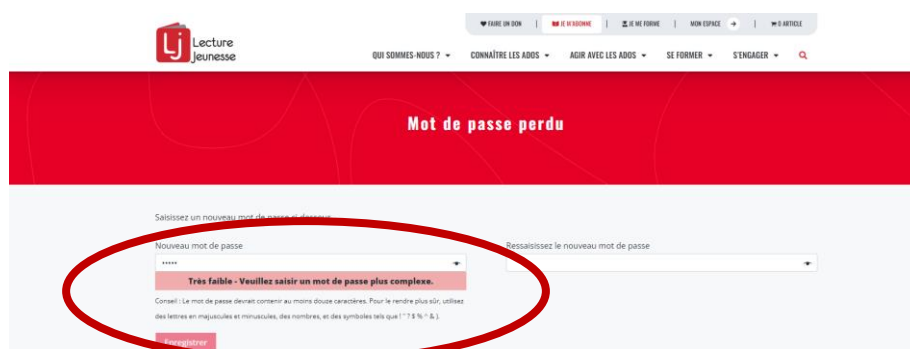 FAIRE UN DON | JE M'ABONNE | JE ME FORME | MON ESPACE | 0 ARTICLE
Lj Lecture
Jeunesse
QUI SOMMES-NOUS ? CONNAÎTRE LES ADOS AGIR AVEC LES ADOS SE FORMER S'ENGAGER
Mot de passe perdu
Saisissez un nouveau mot de passe ci-dessous.
Nouveau mot de passe
Ressaisissez le nouveau mot de passe
•••••
Très faible - Veuillez saisir un mot de passe plus complexe.
Conseil : Le mot de passe devrait contenir au moins douze caractères. Pour le rendre plus sûr, utilisez
des lettres en majuscules et minuscules, des nombres, et des symboles tels que ! " ? $ % ^ & ).
Enregistrer